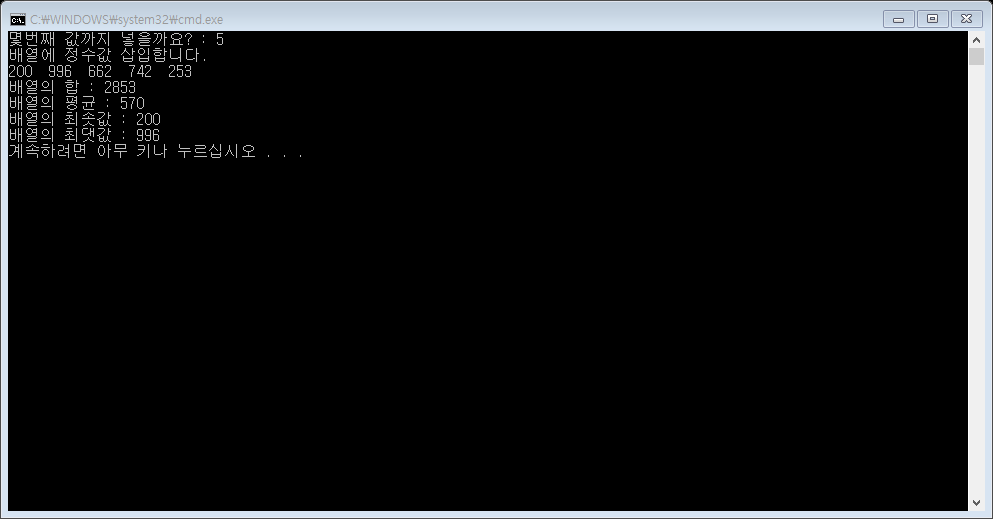 C:\WINDOWS\system32\cmd.exe
몇번째 값까지 넣을까요? : 5
배열에 정수값 삽입합니다.
200  996  662  742  253
배열의 합 : 2853
배열의 평균 : 570
배열의 최솟값 : 200
배열의 최댓값 : 996
계속하려면 아무 키나 누르십시오 . . .